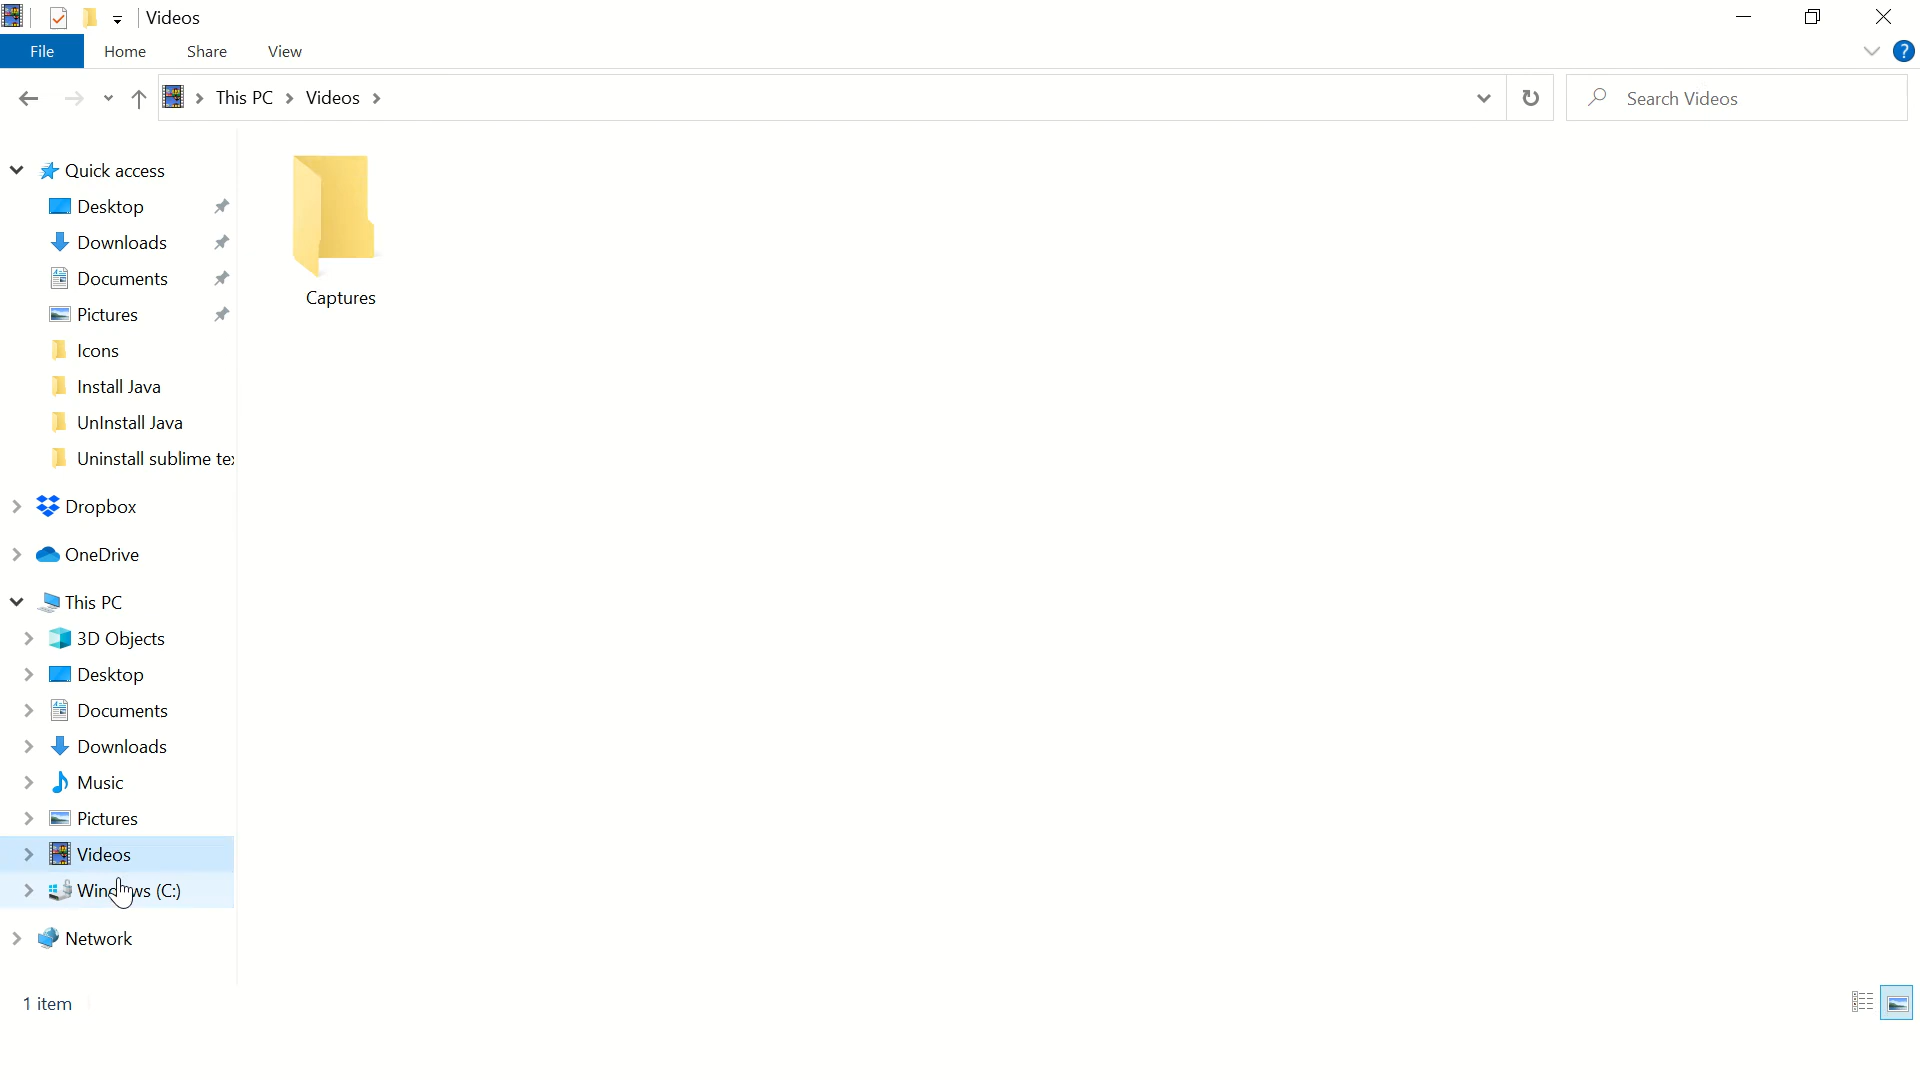 Videos
File
Home
Share
View
?
This PC
Videos
Search Videos
Quick access
Desktop
Downloads
Documents
Pictures
Icons
Install Java
UnInstall Java
Uninstall sublime tex
Dropbox
OneDrive
This PC
3D Objects
Desktop
Documents
Downloads
Music
Pictures
Videos
Windows (C:)
Network
Captures
1 item